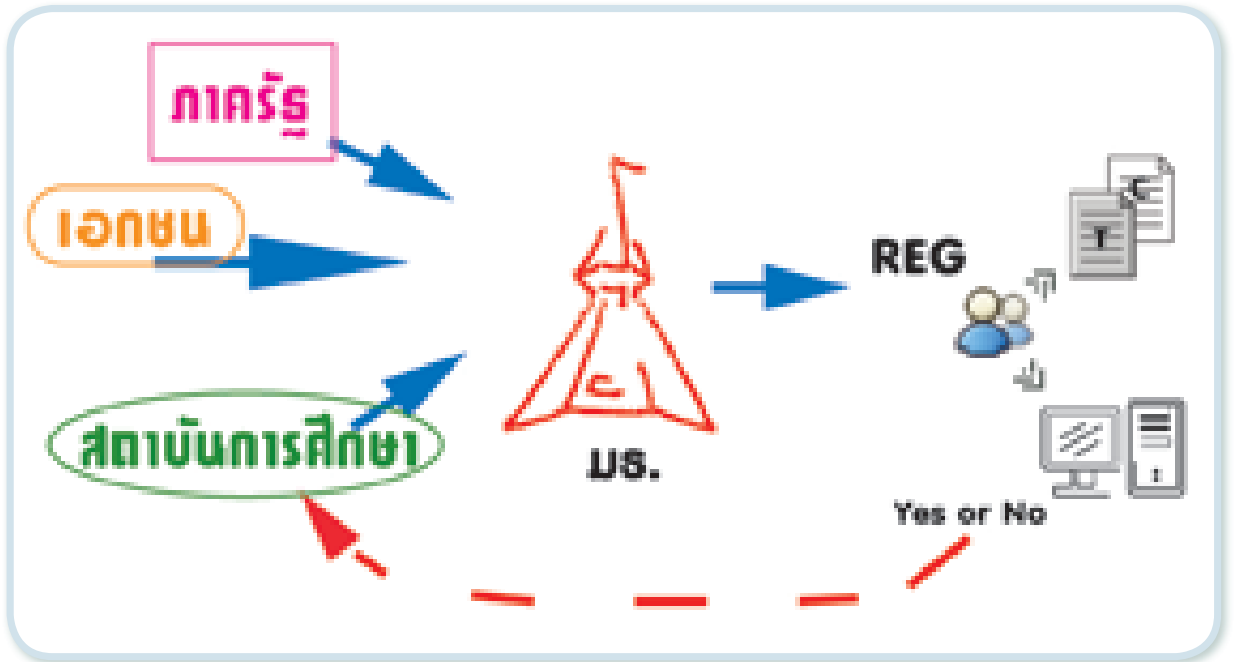 ภาครัฐ
เอกชน
สถาบันการศึกษา
มธ.
REG
Yes or No